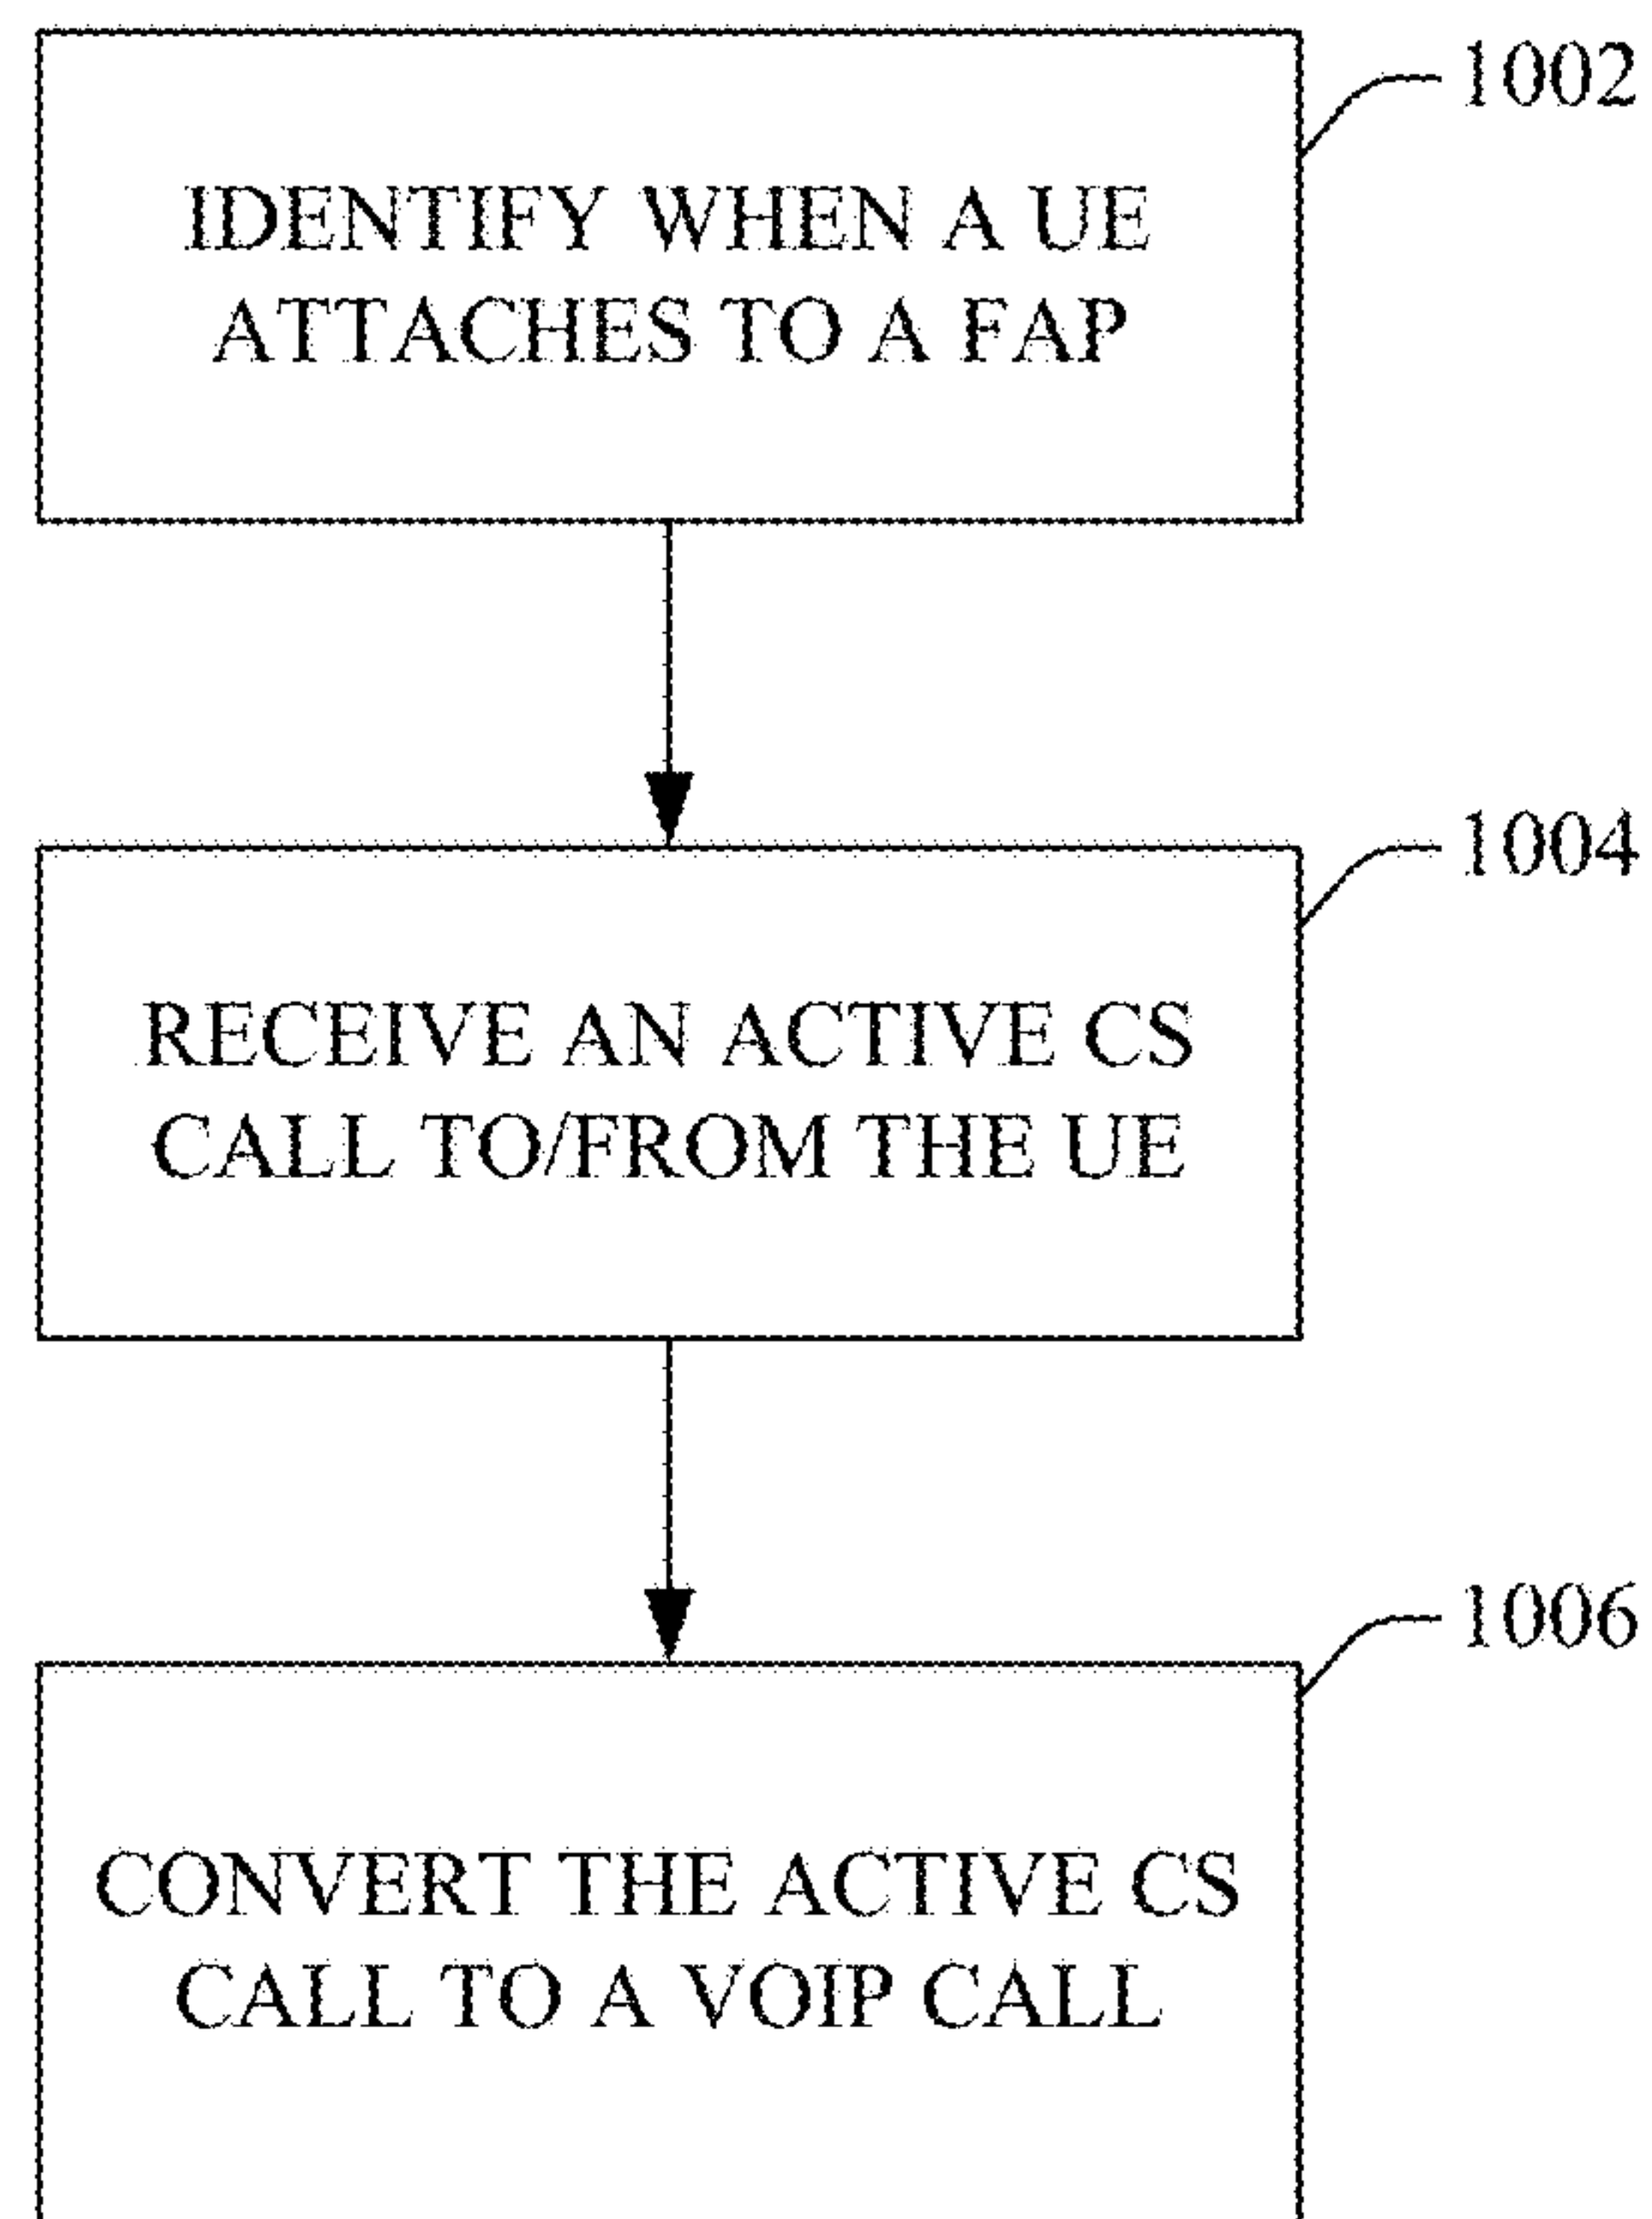 1002
IDENTIFY WHEN A UE
ATTACHES TO A FAP
1004
RECEIVE AN ACTIVE CS
CALL TO/FROM THE UE
1006
CONVERT THE ACTIVE CS
CALL TO A VOIP CALL